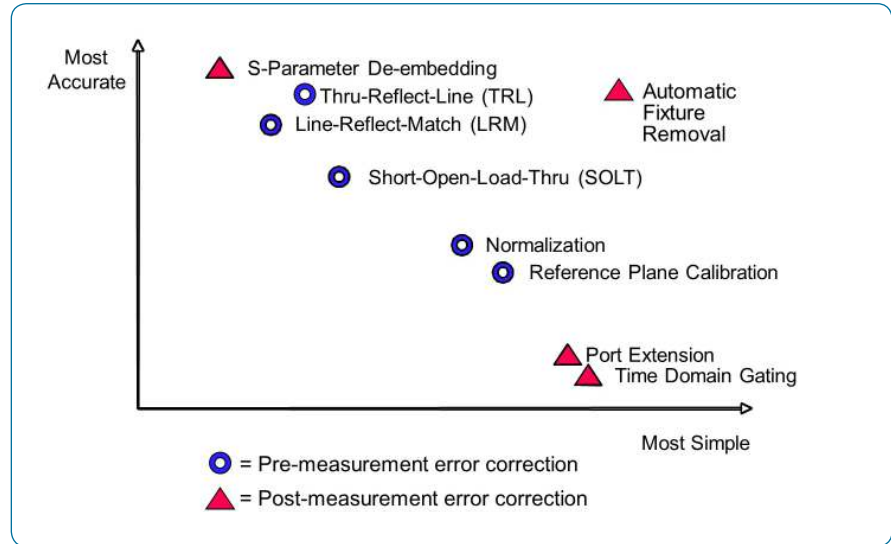 Most
Accurate
S-Parameter De-embedding
Thru-Reflect-Line (TRL)
Automatic
Fixture
Removal
Line-Reflect-Match (LRM)
Short-Open-Load-Thru (SOLT)
Normalization
Reference Plane Calibration
Port Extension
Time Domain Gating
Most Simple
= Pre-measurement error correction
= Post-measurement error correction